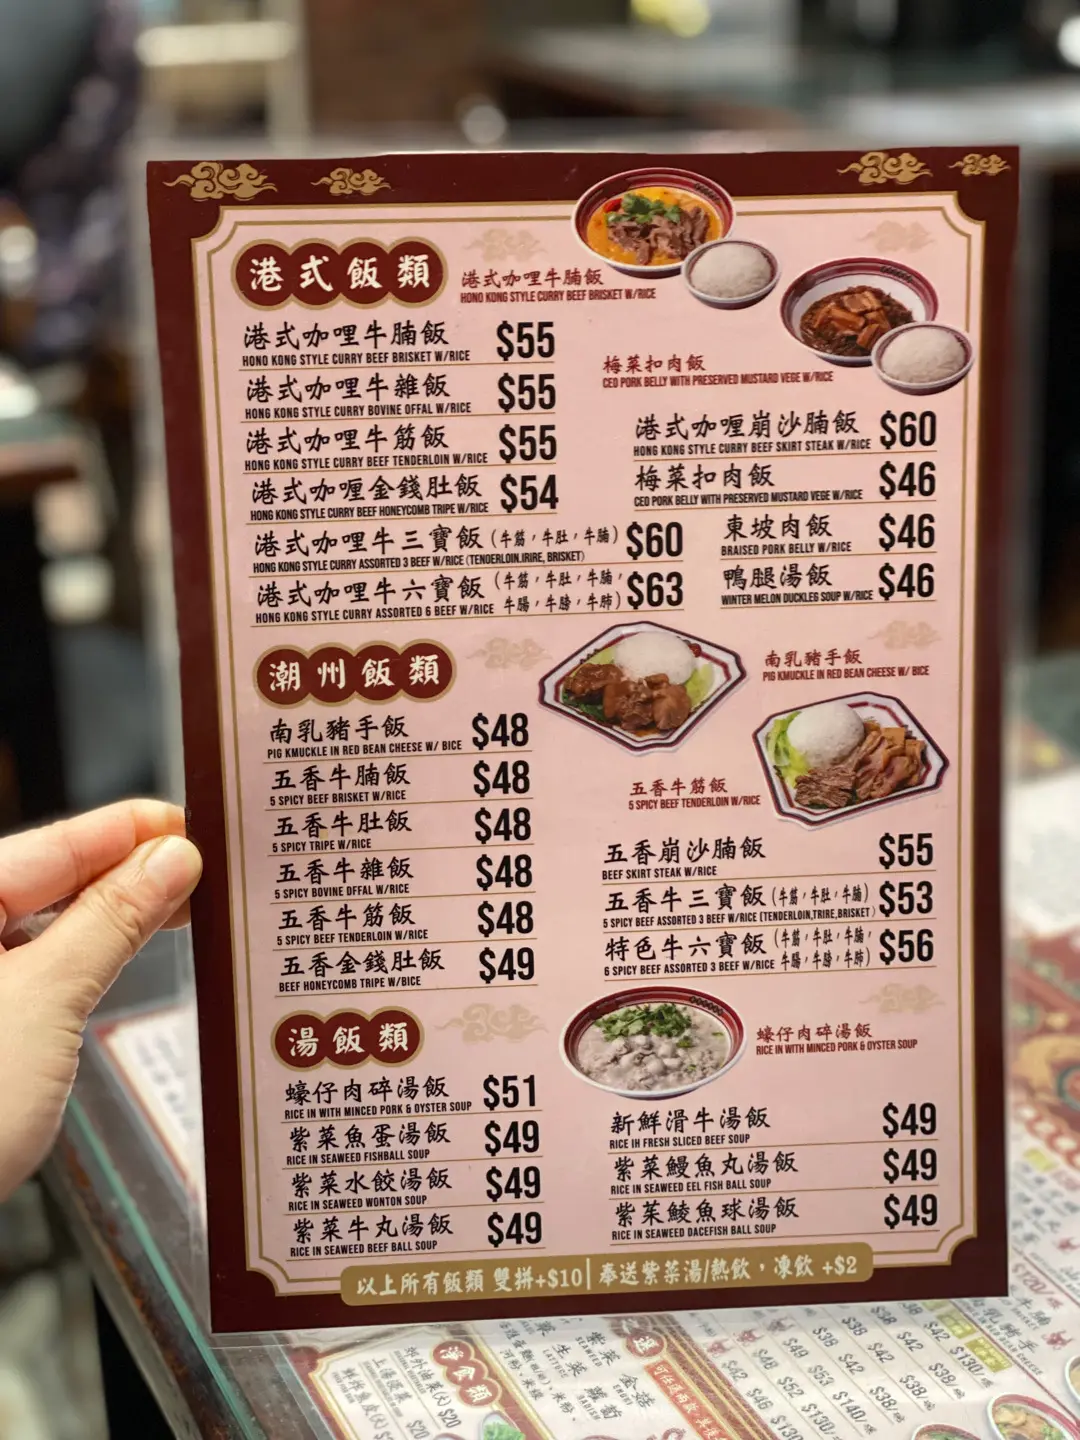 港式飯類
港式咖哩牛腩飯
HONG KONG STYLE CURRY BEEF BRISKET W/RICE
梅菜扣肉飯
CEO PORK BELLY WITH PRESERVED MUSTARD VEGE W/RICE
港式咖哩牛腩飯 $55
HONG KONG STYLE CURRY BEEF BRISKET W/RICE
港式咖哩牛雜飯 $55
HONG KONG STYLE CURRY BOVINE OFFAL W/RICE
港式咖哩牛筋飯 $55
HONG KONG STYLE CURRY BEEF TENDERLOIN W/RICE
港式咖喱金錢肚飯 $54
HONG KONG STYLE CURRY BEEF HONEYCOMB TRIPE W/RICE
港式咖哩牛三寶飯(牛筋，牛肚，牛腩) $60
HONG KONG STYLE CURRY ASSORTED 3 BEEF W/RICE (TENDERLOIN.IRIRE, BRISKET)
港式咖哩牛六寶飯(牛筋，牛肚，牛腩， $63
HONG KONG STYLE CURRY ASSORTED 6 BEEF W/RICE 牛腸，牛膀，牛肺)
港式咖喱崩沙腩飯 $60
HONG KONG STYLE CURRY BEEF SKIRT STEAK W/RICE
梅菜扣肉飯 $46
CEO PORK BELLY WITH PRESERVED MUSTARD VEGE W/RICE
東坡肉飯 $46
BRAISED PORK BELLY W/RICE
鴨腿湯飯 $46
WINTER MELON DUCKLEG SOUP W/RICE
潮州飯類
南乳豬手飯
PIG KMUCKLE IN RED BEAN CHEESE W/ BICE
五香牛筋飯
5 SPICY BEEF TENDERLOIN W/RICE
南乳豬手飯 $48
PIG KMUCKLE IN RED BEAN CHEESE W/ BICE
五香牛腩飯 $48
5 SPICY BEEF BRISKET W/RICE
五香牛肚飯 $48
5 SPICY TRIPE W/RICE
五香牛雜飯 $48
5 SPICY BOVINE DFFAL W/RICE
五香牛筋飯 $48
5 SPICY BEEF TENDERLOIN W/RICE
五香金錢肚飯 $49
BEEF HONEYCOMB TRIPE W/BICE
五香崩沙腩飯 $55
BEEF SKIRT STEAK W/RICE
五香牛三寶飯(牛筋，牛肚，牛腩) $53
5 SPICY BEEF ASSORTED 3 BEEF W/RICE (TENDERLOIN,TRIRE,BRISKET)
特色牛六寶飯(牛筋，牛肚，牛腩， $56
6 SPICY BEEF ASSORTED 3 BEEF W/RICE 牛腸，牛膀，牛肺)
湯飯類
蠔仔肉碎湯飯
RICE IN WITH MINCED PORK & OYSTER SOUP
蠔仔肉碎湯飯 $51
RICE IN WITH MINCED PORK & OYSTER SOUP
紫菜魚蛋湯飯 $49
RICE IN SEAWEED FISHBALL SOUP
紫菜水餃湯飯 $49
RICE IN SEAWEED WONTON SOUP
紫菜牛丸湯飯 $49
RICE IN SEAWEED BEEF BALL SOUP
新鮮滑牛湯飯 $49
RICE IH FRESH SLICED BEEF SOUP
紫菜鰻魚丸湯飯 $49
RICE IN SEAWEED EEL FISH BALL SOUP
紫菜鯪魚球湯飯 $49
RICE IN SEAWEED DACEFISH BALL SOUP
以上所有飯類 雙拼+$10|奉送紫菜湯/熱飲，凍飲 +$2